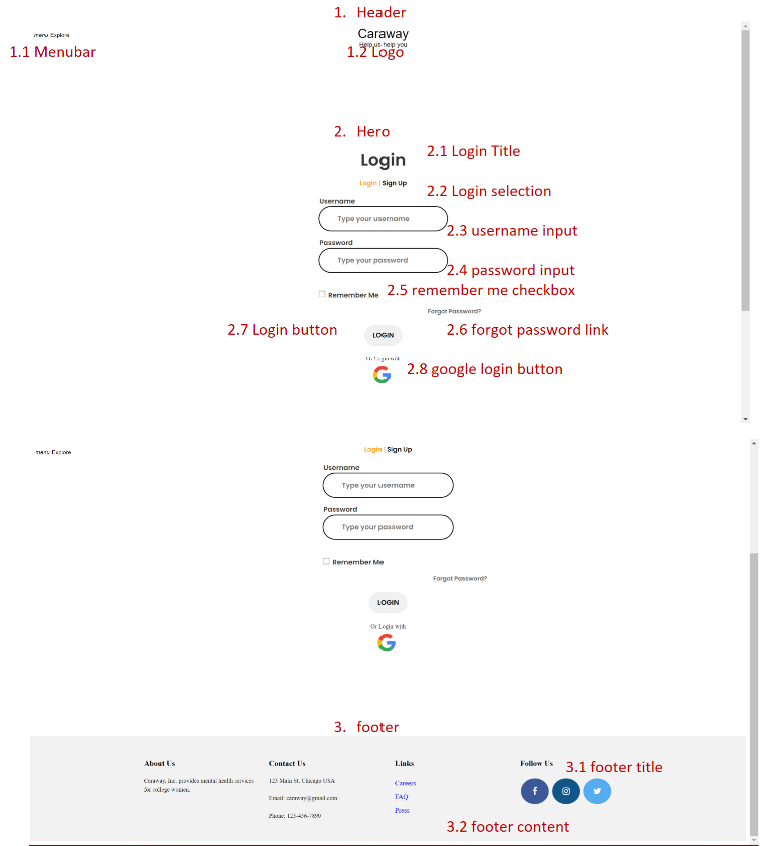 1. Header
Caraway
menu Explore
Help us, help you
1.1 Menubar
1.2 Logo
2. Hero
2.1 Login Title
Login
Login | Sign Up
2.2 Login selection
Username
Type your username
2.3 username input
Password
Type your password
2.4 password input
2.5 remember me checkbox
Remember Me
Forgot Password?
2.7 Login button
LOGIN
2.6 forgot password link
Or Login with
2.8 google login button
menu Explore
Login | Sign Up
Username
Type your username
Password
Type your password
Remember Me
Forgot Password?
LOGIN
Or Login with
3. footer
About Us
Contact Us
Links
Follow Us
3.1 footer title
Caraway, Inc. provides mental health services
for college women.
123 Main St, Chicago USA
Email: caraway@gmail.com
Phone: 123-456-7890
Careers
FAQ
Press
3.2 footer content